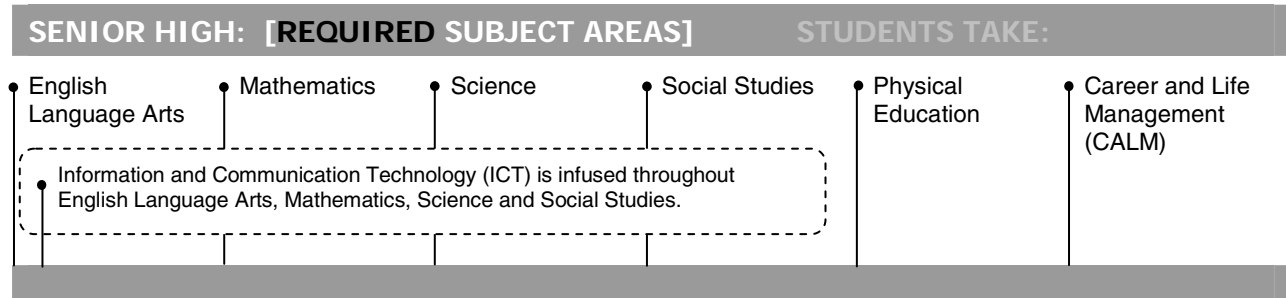 SENIOR HIGH: [REQUIRED SUBJECT AREAS] STUDENTS TAKE:
English
Language Arts
Mathematics
Science
Social Studies
Physical
Education
Career and Life
Management
(CALM)
Information and Communication Technology (ICT) is infused throughout
English Language Arts, Mathematics, Science and Social Studies.